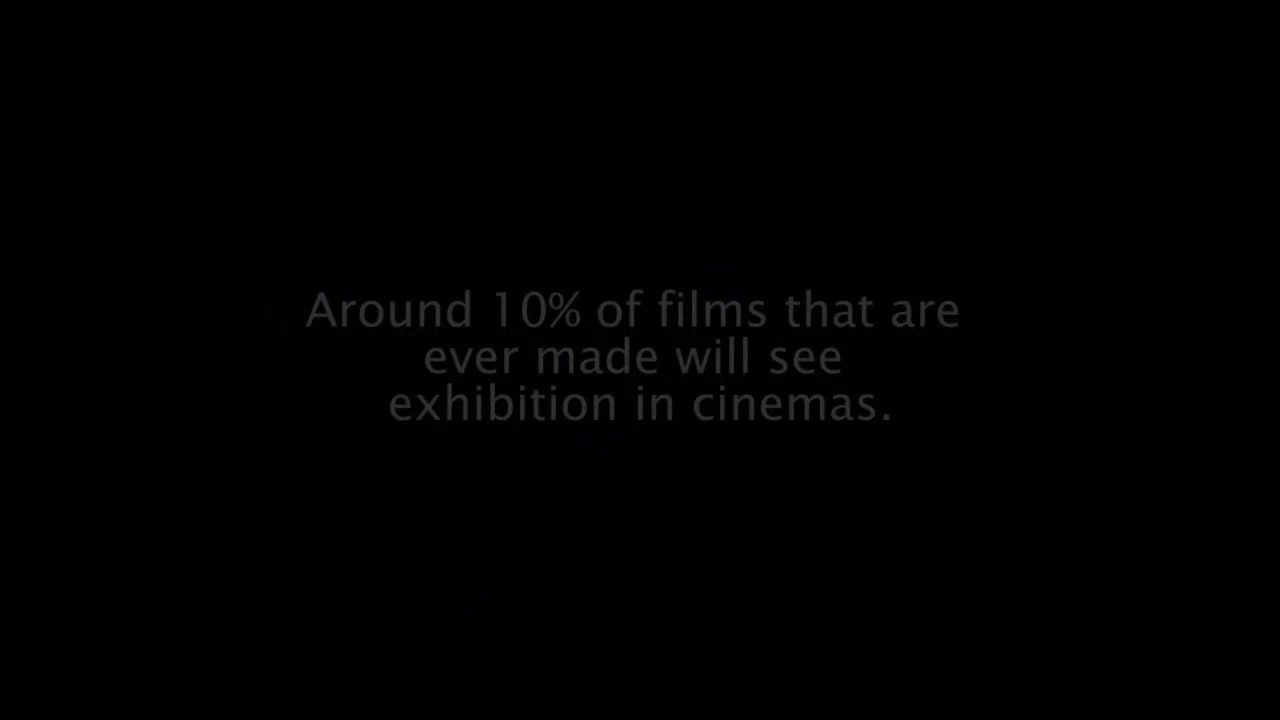 Around 10% of films that are
ever made will see
exhibition in cinemas.